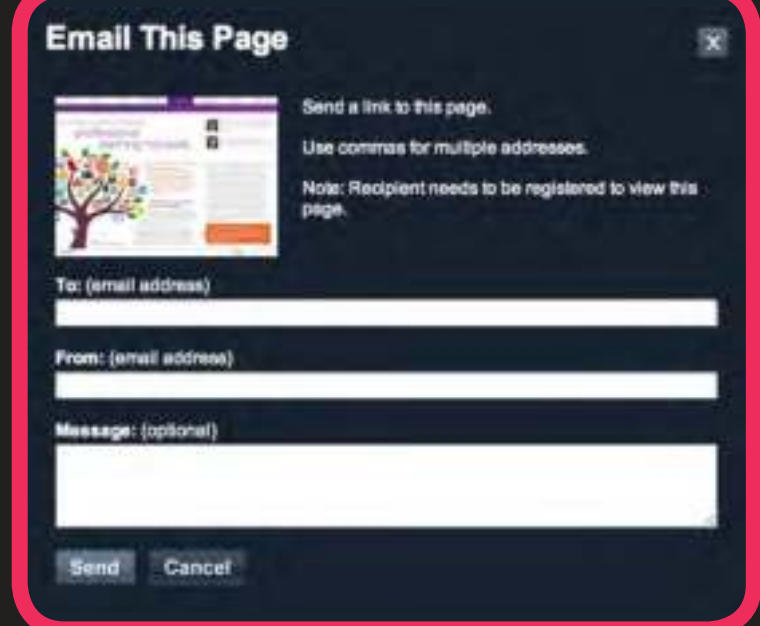 Email This Page
Send a link to this page.
Use commas for multiple addresses.
Note: Recipient needs to be registered to view this
page.
To: (email address)
From: (email address)
Message: (optional)
Send Cancel